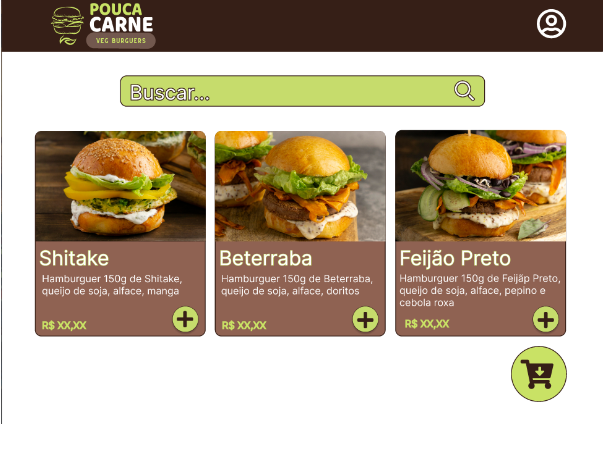 POUCA
CARNE
VEG BURGUERS
Buscar...
Shitake
Hamburguer 150g de Shitake,
queijo de soja, alface, manga
R$ XX,XX
Beterraba
Hamburguer 150g de Beterraba,
queijo de soja, alface, doritos
R$ XX,XX
Feijão Preto
Hamburguer 150g de Feijãp Preto,
queijo de soja, alface, pepino e
cebola roxa
R$ XX,XX